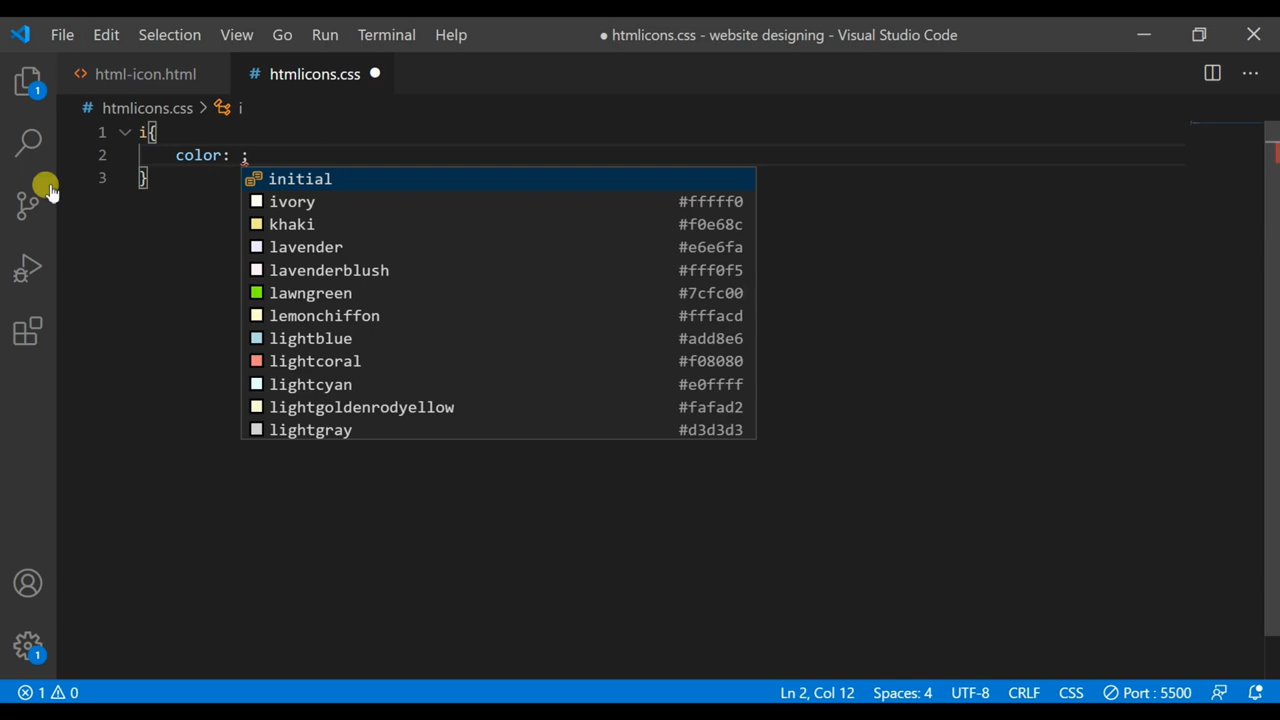 File Edit Selection View Go Run Terminal Help ● htmlicons.css - website designing - Visual Studio Code
1 <> html-icon.html # htmlicons.css ●
# htmlicons.css > i
1 i{
2 color: ;
3 }
initial
ivory #fffff0
khaki #f0e68c
lavender #e6e6fa
lavenderblush #fff0f5
lawngreen #7cfc00
lemonchiffon #fffacd
lightblue #add8e6
lightcoral #f08080
lightcyan #e0ffff
lightgoldenrodyellow #fafad2
lightgray #d3d3d3
1
1 0 Ln 2, Col 12 Spaces: 4 UTF-8 CRLF CSS Port : 5500